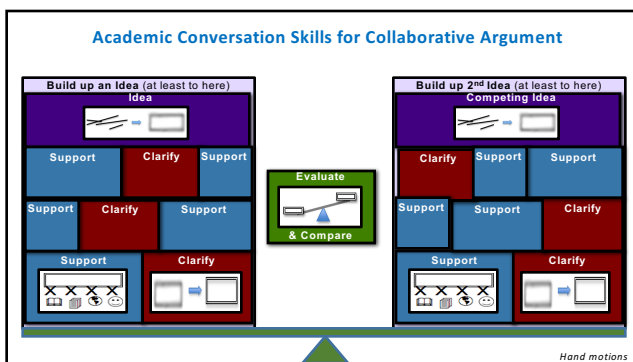 Academic Conversation Skills for Collaborative Argument
Build up an Idea (at least to here)
Idea
Support
Clarify
Support
Support
Clarify
Support
Support
Clarify
Evaluate
& Compare
Build up 2nd Idea (at least to here)
Competing Idea
Clarify
Support
Support
Support
Support
Clarify
Support
Clarify
Hand motions